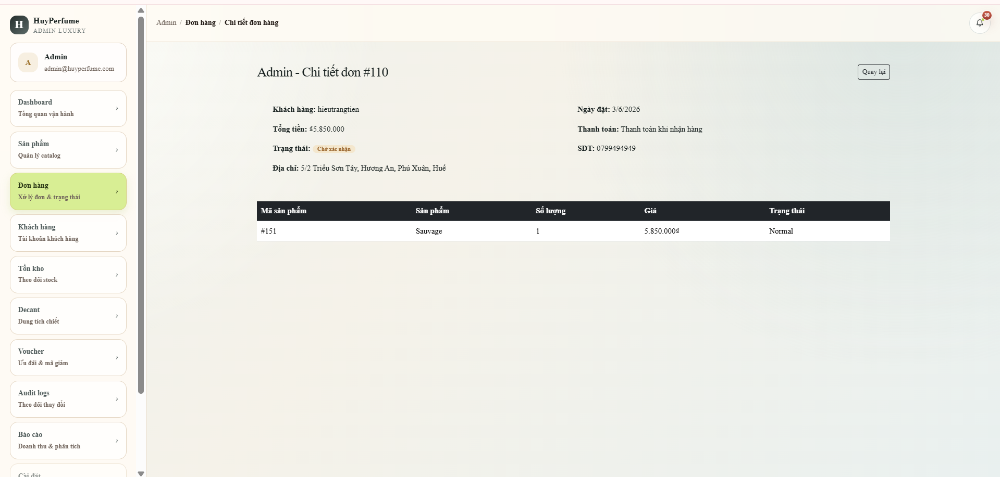 H
HuyPerfume
ADMIN LUXURY
A
Admin
admin@huyperfume.com
Dashboard
Tổng quan vận hành
Sản phẩm
Quản lý catalog
Đơn hàng
Xử lý đơn & trạng thái
Khách hàng
Tài khoản khách hàng
Tồn kho
Theo dõi stock
Decant
Dung tích chiết
Voucher
Ưu đãi & mã giảm
Audit logs
Theo dõi thay đổi
Báo cáo
Doanh thu & phân tích
Cài đặt
Admin / Đơn hàng / Chi tiết đơn hàng
30
Admin - Chi tiết đơn #110
Quay lại
Khách hàng: hieutrangtien
Ngày đặt: 3/6/2026
Tổng tiền: ₫5.850.000
Thanh toán: Thanh toán khi nhận hàng
Trạng thái: Chờ xác nhận
SĐT: 0799494949
Địa chỉ: 5/2 Triều Sơn Tây, Hương An, Phú Xuân, Huế
Mã sản phẩm Sản phẩm Số lượng Giá Trạng thái
#151 Sauvage 1 5.850.000₫ Normal